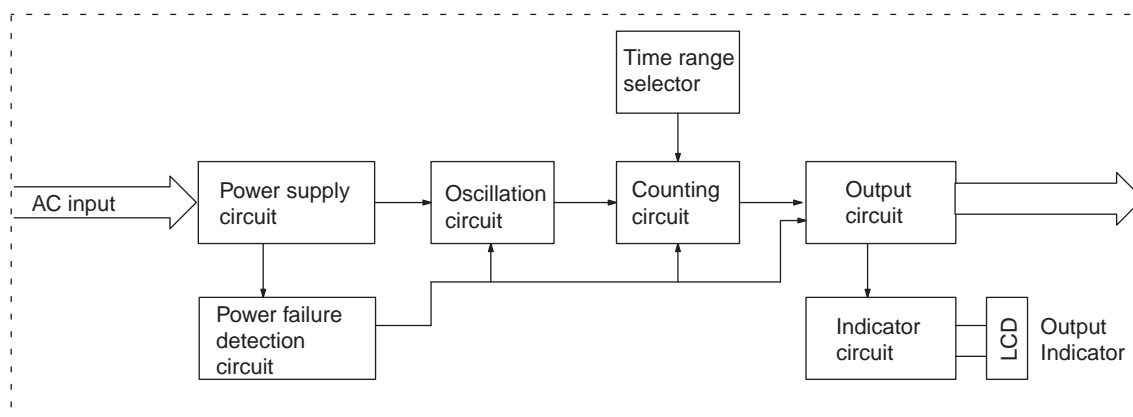 Time range
selector
AC input
Power supply
circuit
Oscillation
circuit
Counting
circuit
Output
circuit
Power failure
detection
circuit
Indicator
circuit
LCD
Output
Indicator